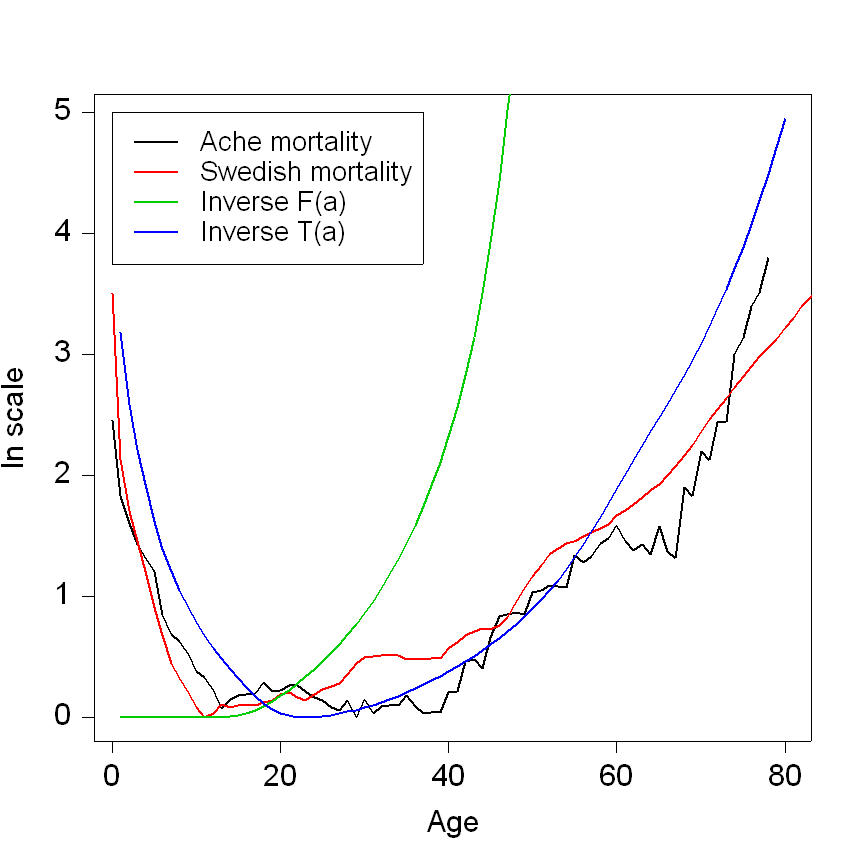 5
4
3
2
1
0
ln scale
Ache mortality
Swedish mortality
Inverse F(a)
Inverse T(a)
0 20 40 60 80
Age